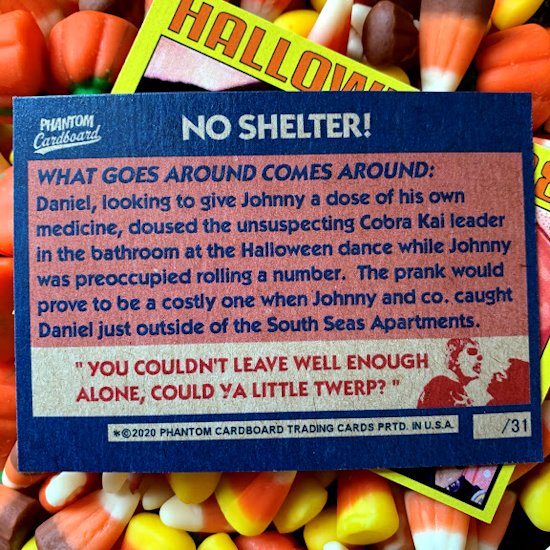 HALLOW
PHANTOM
Cardboard
NO SHELTER!
WHAT GOES AROUND COMES AROUND:
Daniel, looking to give Johnny a dose of his own
medicine, doused the unsuspecting Cobra Kai leader
in the bathroom at the Halloween dance while Johnny
was preoccupied rolling a number. The prank would
prove to be a costly one when Johnny and co. caught
Daniel just outside of the South Seas Apartments.
" YOU COULDN'T LEAVE WELL ENOUGH
ALONE, COULD YA LITTLE TWERP? "
*©2020 PHANTOM CARDBOARD TRADING CARDS PRTD. IN U.S.A.
/31